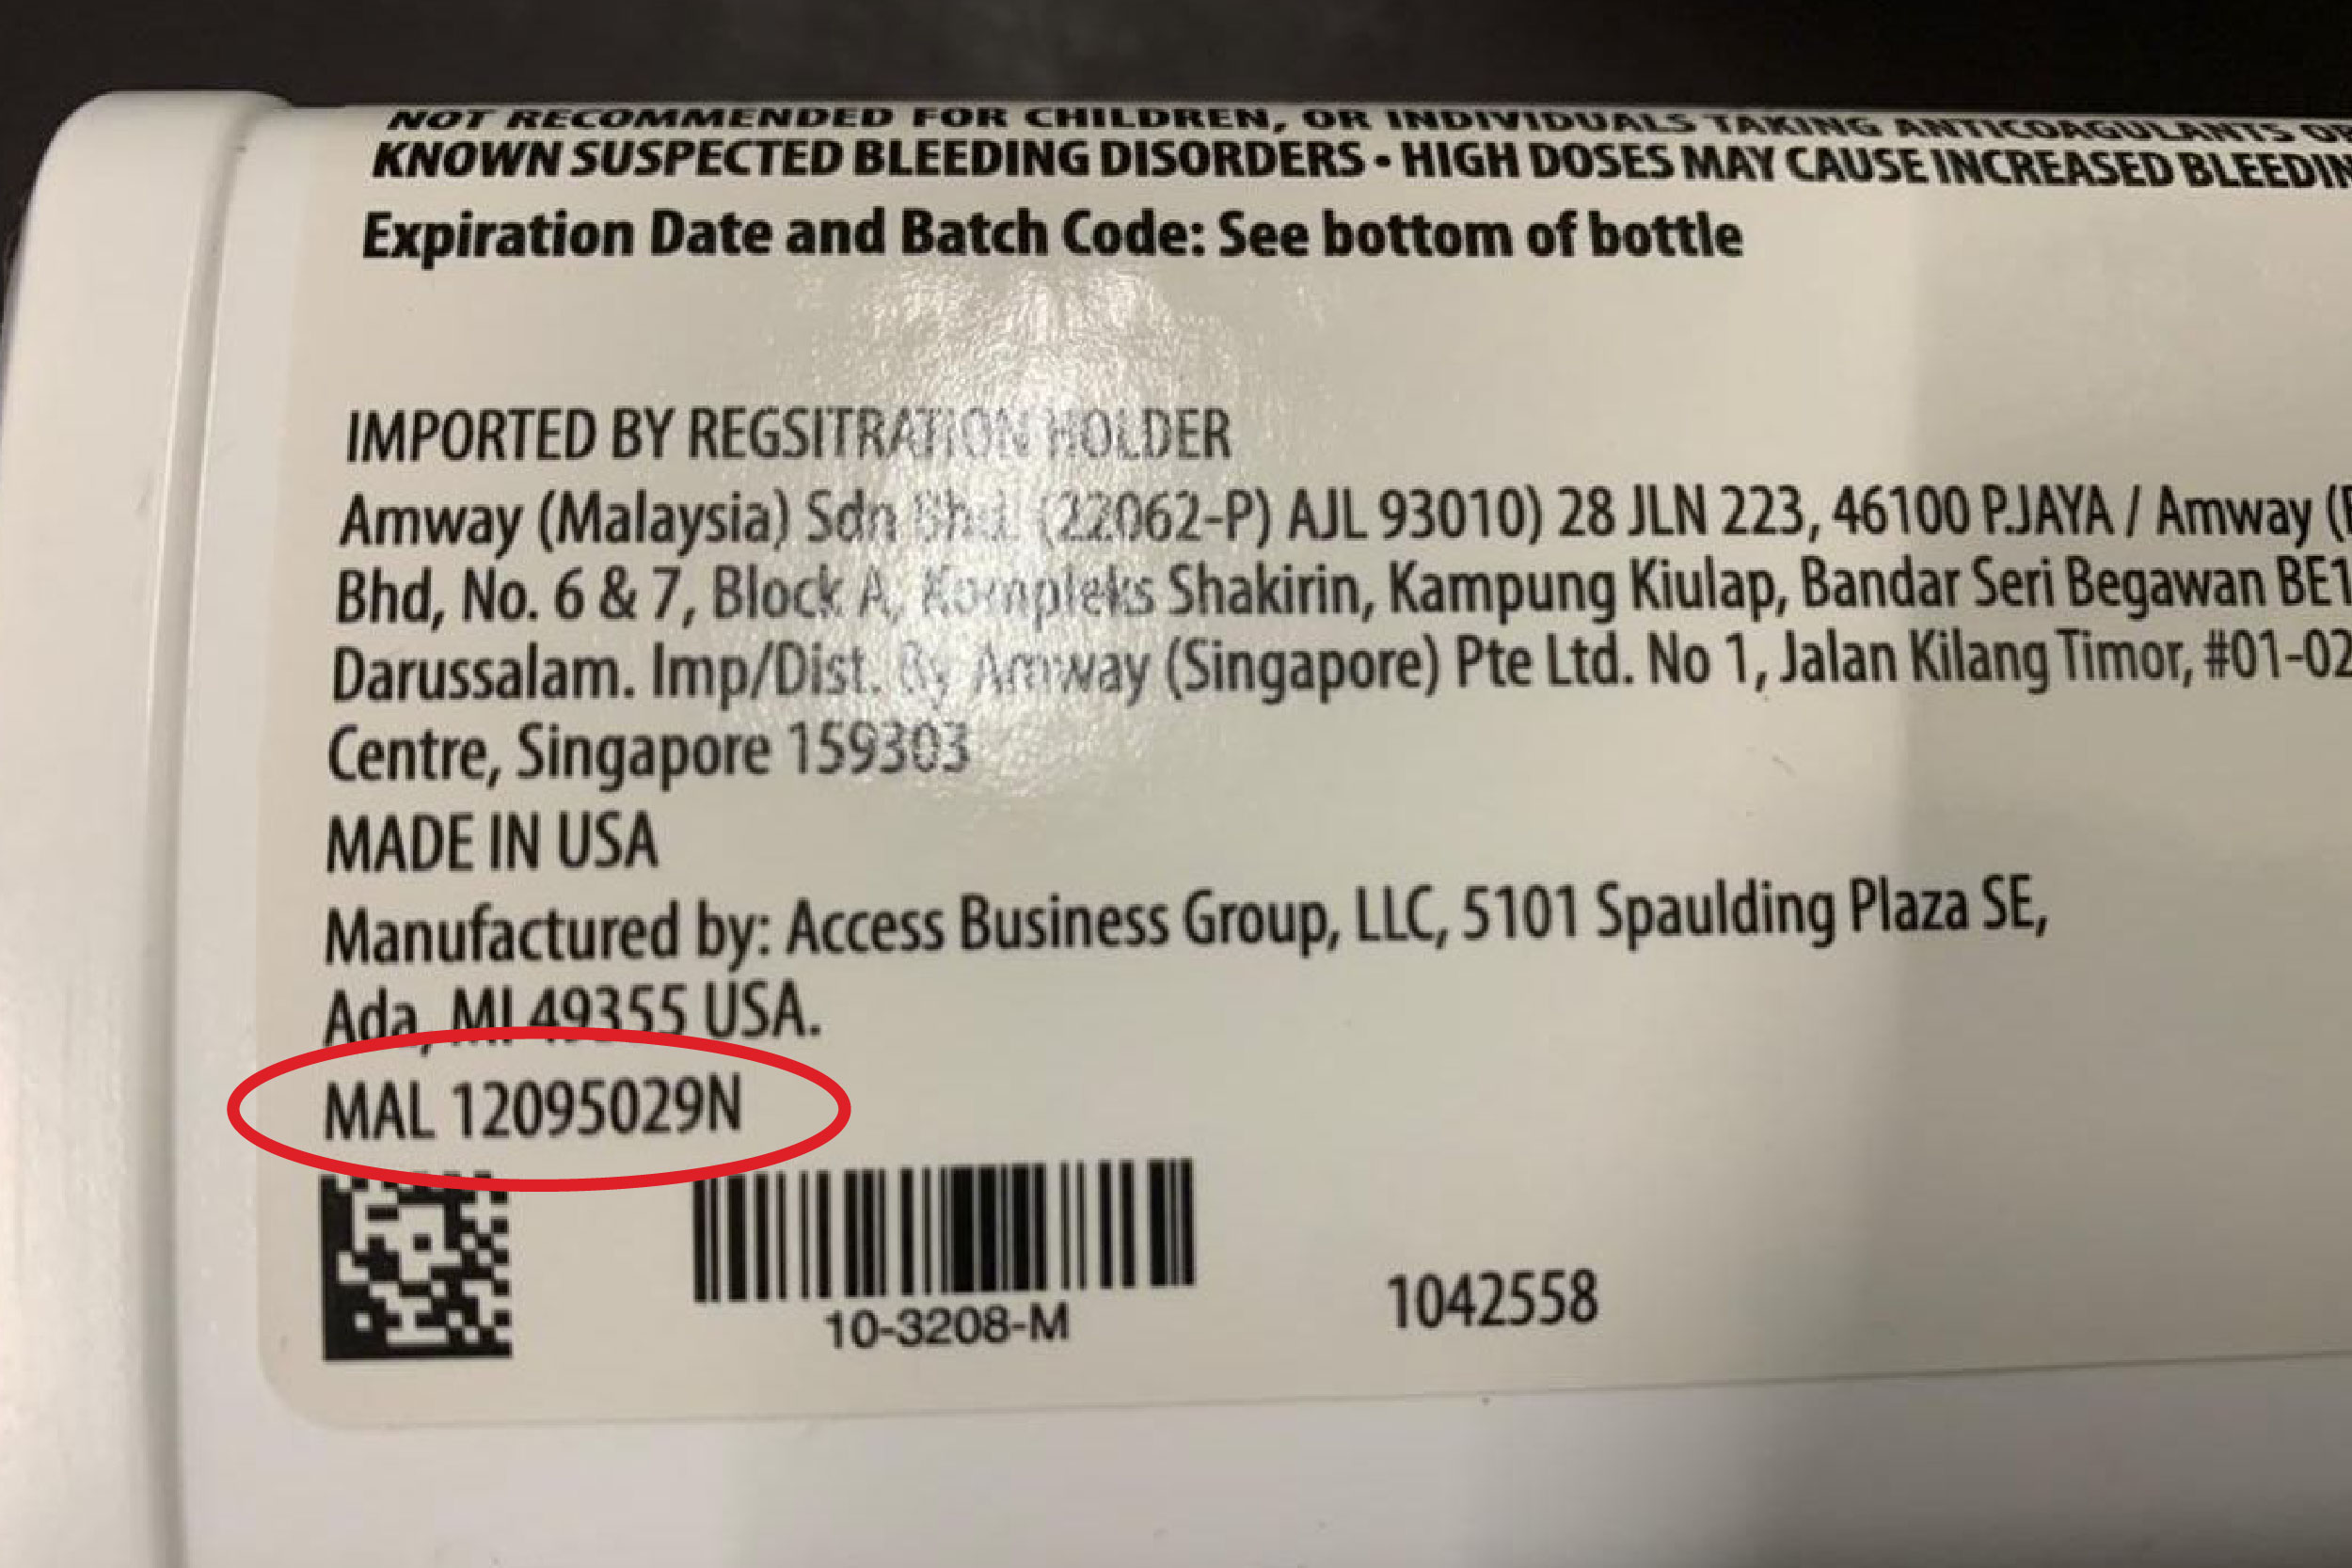 NOT RECOMMENDED FOR CHILDREN, OR INDIVIDUALS TAKING ANTICOAGULANTS
KNOWN SUSPECTED BLEEDING DISORDERS • HIGH DOSES MAY CAUSE INCREASED
Expiration Date and Batch Code: See bottom of bottle
IMPORTED BY REGSITRATION HOLDER
Amway (Malaysia) Sdn Bhd. (22062-P) AJL 93010) 28 JLN 223, 46100 P.JAYA / Amway
Bhd, No. 6 & 7, Block A, Kompleks Shakirin, Kampung Kiulap, Bandar Seri Begawan
Darussalam. Imp/Dist. By Amway (Singapore) Pte Ltd. No 1, Jalan Kilang Timor, #01-02
Centre, Singapore 159303
MADE IN USA
Manufactured by: Access Business Group, LLC, 5101 Spaulding Plaza SE,
Ada, MI 49355 USA.
MAL 12095029N
10-3208-M
1042558